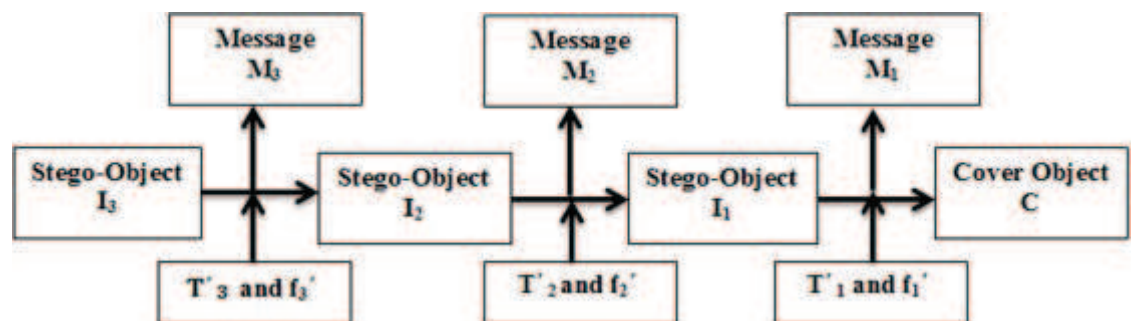 Message
M₃
Message
M₂
Message
M₁
Stego-Object
I₃
Stego-Object
I₂
Stego-Object
I₁
Cover Object
C
T′₃ and f₃′
T′₂ and f₂′
T′₁ and f₁′